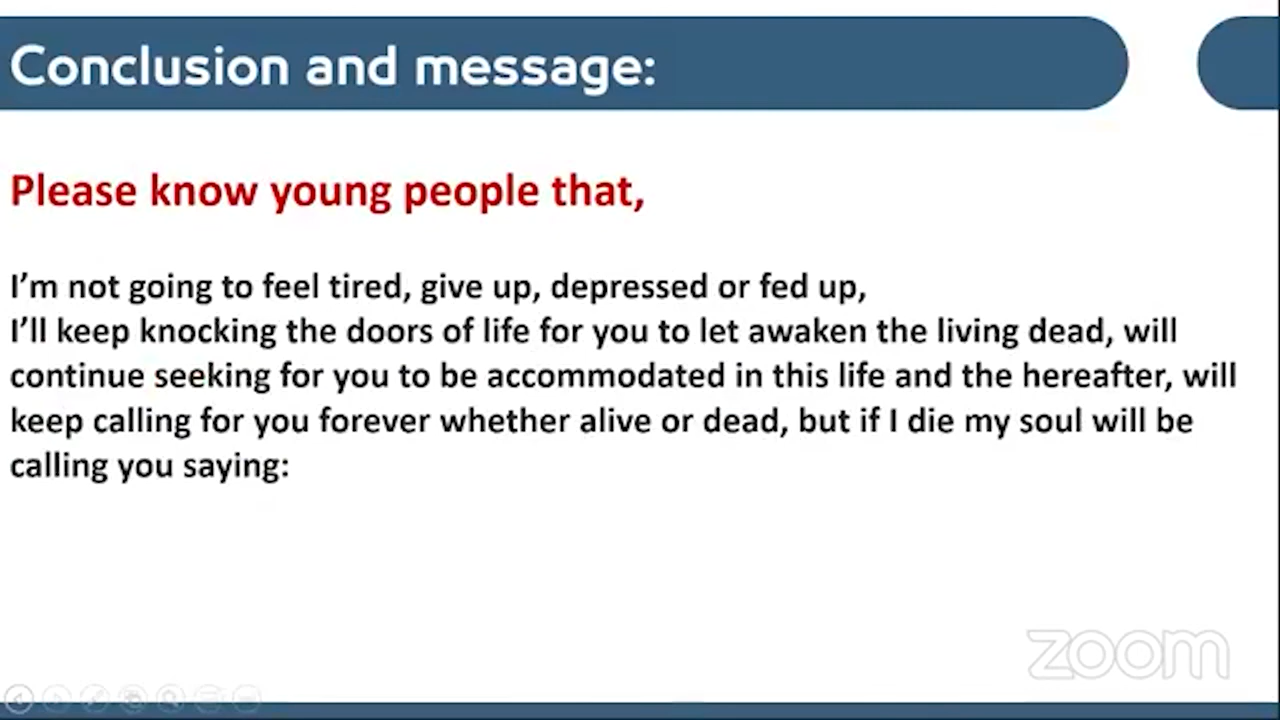 Conclusion and message:
Please know young people that,
I’m not going to feel tired, give up, depressed or fed up,
I’ll keep knocking the doors of life for you to let awaken the living dead, will
continue seeking for you to be accommodated in this life and the hereafter, will
keep calling for you forever whether alive or dead, but if I die my soul will be
calling you saying:
zoom